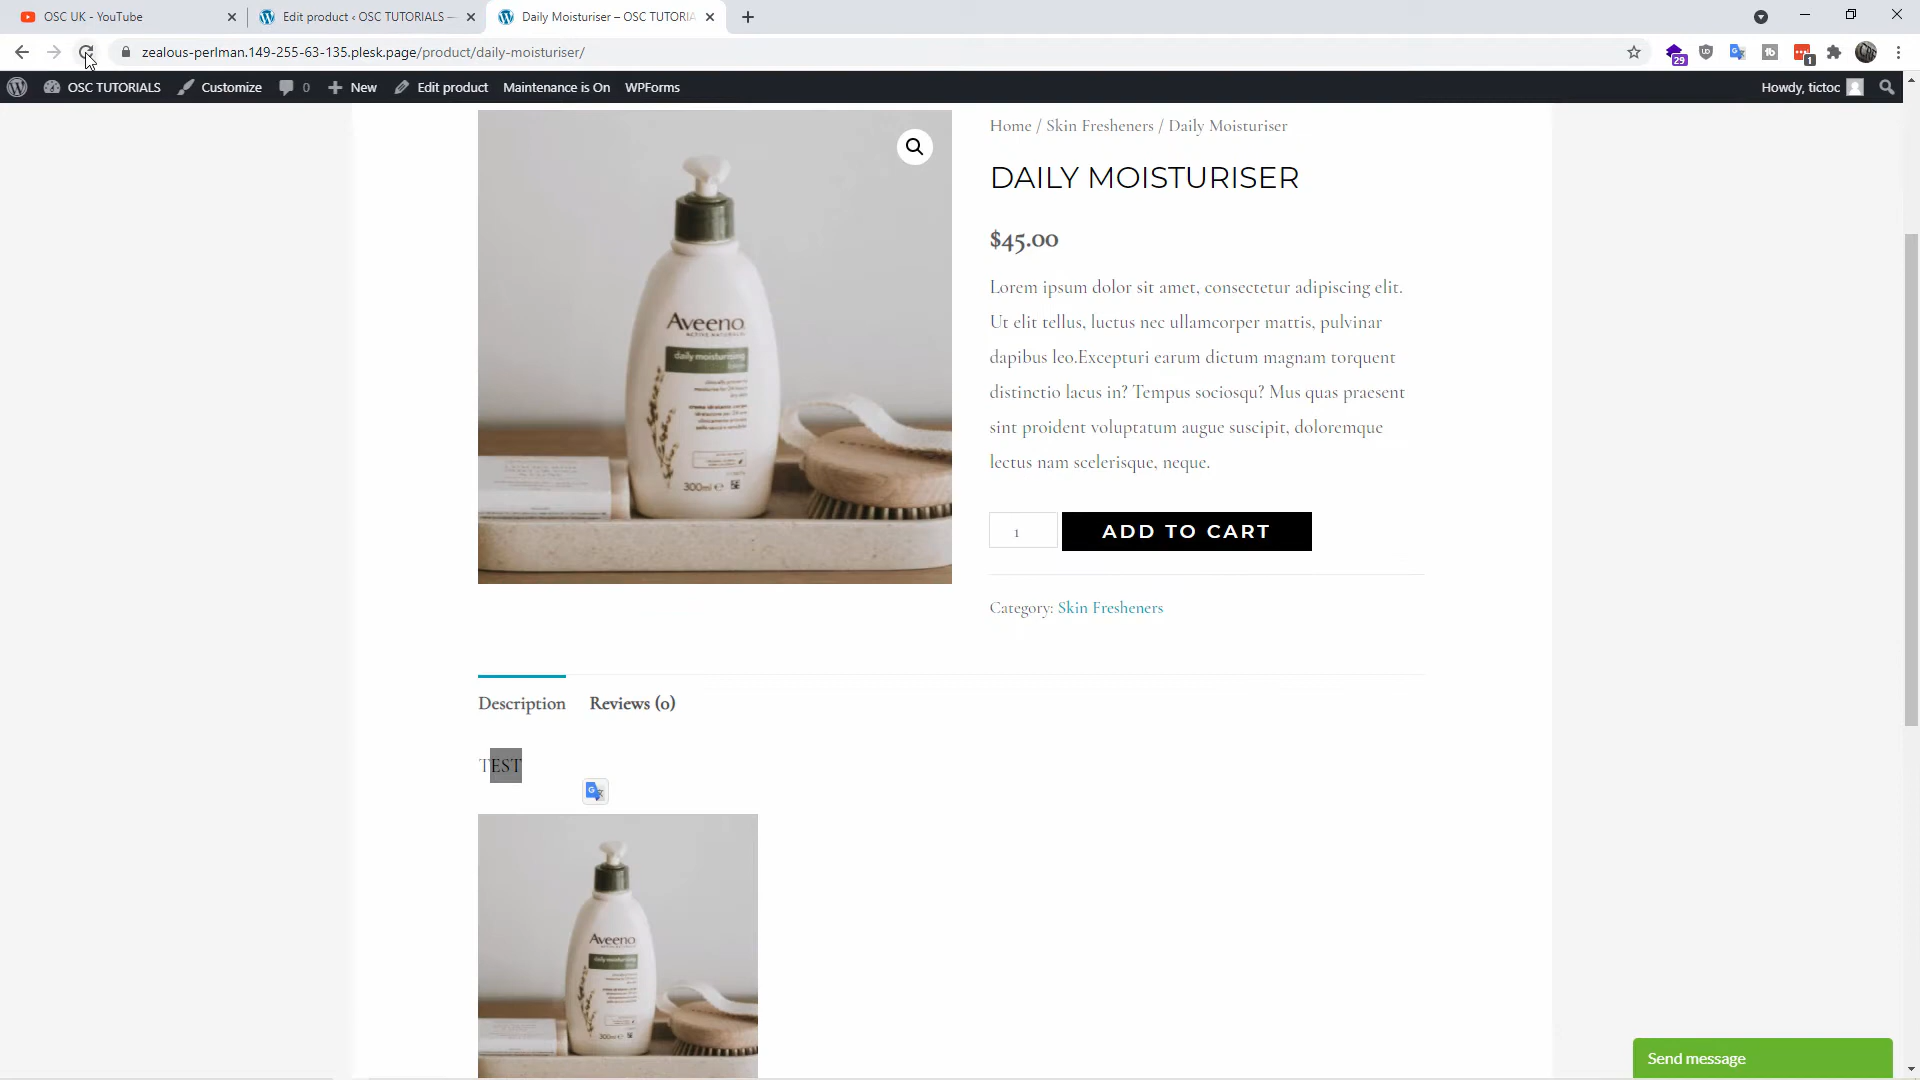 OSC UK - YouTube
Edit product ‹ OSC TUTORIALS —
Daily Moisturiser – OSC TUTORIA
zealous-perlman.149-255-63-135.plesk.page/product/daily-moisturiser/
29
1
OSC TUTORIALS
Customize
0
New
Edit product
Maintenance is On
WPForms
Howdy, tictoc
Home / Skin Fresheners / Daily Moisturiser
DAILY MOISTURISER
$45.00
Lorem ipsum dolor sit amet, consectetur adipiscing elit.
Ut elit tellus, luctus nec ullamcorper mattis, pulvinar
dapibus leo.Excepturi earum dictum magnam torquent
distinctio lacus in? Tempus sociosqu? Mus quas praesent
sint proident voluptatum augue suscipit, doloremque
lectus nam scelerisque, neque.
1
ADD TO CART
Category: Skin Fresheners
Aveeno
ACTIVE NATURALS
daily moisturising
300ml e
Description
Reviews (0)
TEST
Aveeno
daily moisturising
300ml e
Send message